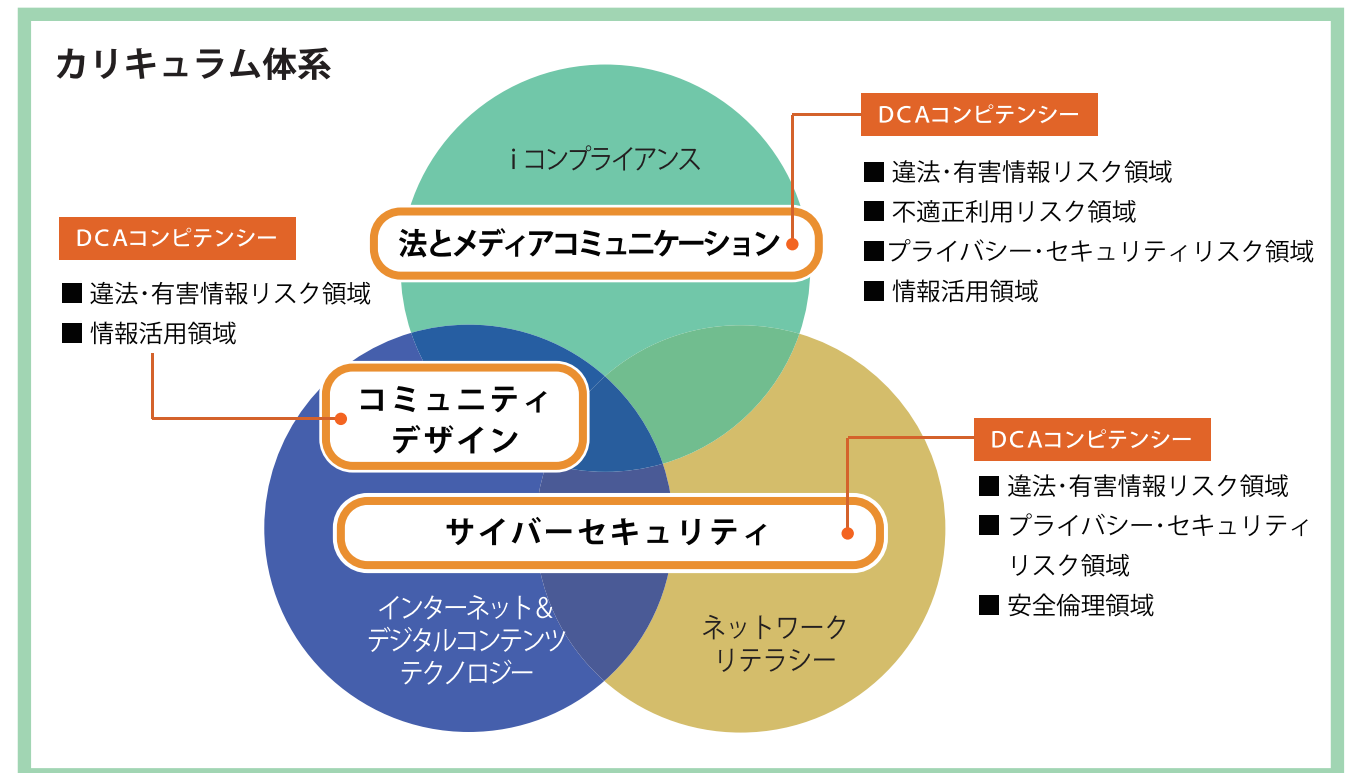 カリキュラム体系
i コンプライアンス
法とメディアコミュニケーション
DCAコンピテンシー
■ 違法・有害情報リスク領域
■ 不適正利用リスク領域
■プライバシー・セキュリティリスク領域
■ 情報活用領域
DCAコンピテンシー
■ 違法・有害情報リスク領域
■ 情報活用領域
コミュニティ
デザイン
DCAコンピテンシー
■ 違法・有害情報リスク領域
■ プライバシー・セキュリティ
リスク領域
■ 安全倫理領域
サイバーセキュリティ
インターネット&
デジタルコンテンツ
テクノロジー
ネットワーク
リテラシー